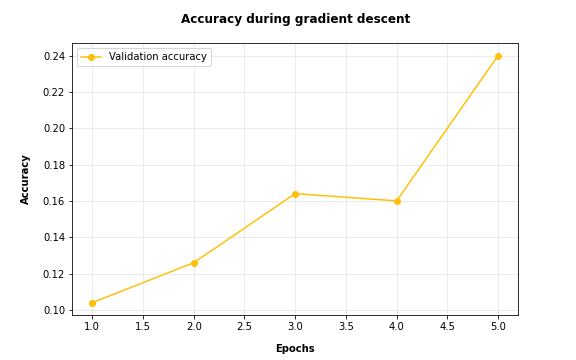 Accuracy during gradient descent
Validation accuracy
0.24
0.22
0.20
0.18
0.16
0.14
0.12
0.10
Accuracy
1.0 1.5 2.0 2.5 3.0 3.5 4.0 4.5 5.0
Epochs